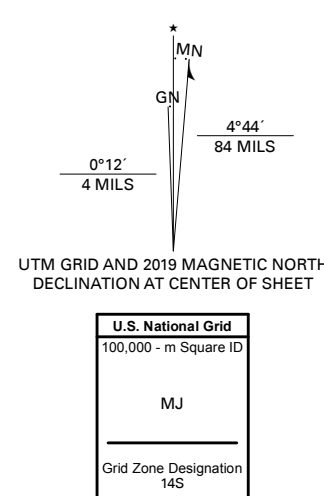 ★
MN
GN
4°44´
84 MILS
0°12´
4 MILS
UTM GRID AND 2019 MAGNETIC NORTH
DECLINATION AT CENTER OF SHEET
U.S. National Grid
100,000 - m Square ID
MJ
Grid Zone Designation
14S